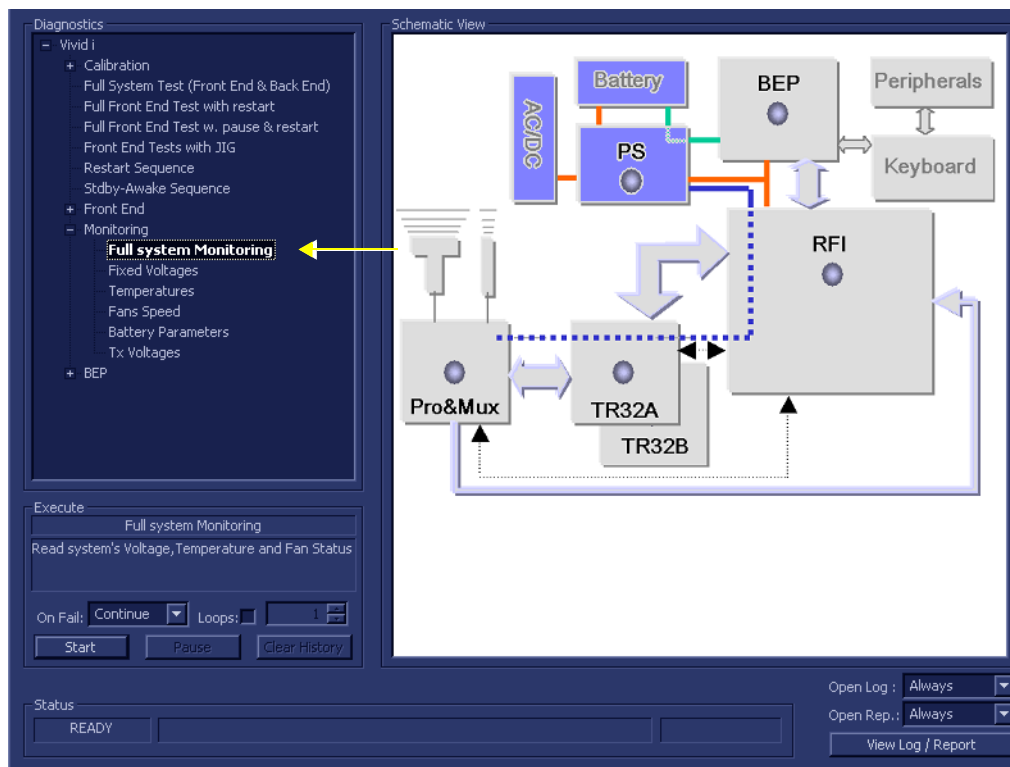 Diagnostics
Vivid i
Calibration
Full System Test (Front End & Back End)
Full Front End Test with restart
Full Front End Test w. pause & restart
Front End Tests with JIG
Restart Sequence
Stdby-Awake Sequence
Front End
Monitoring
Full system Monitoring
Fixed Voltages
Temperatures
Fans Speed
Battery Parameters
Tx Voltages
BEP
Execute
Full system Monitoring
Read system's Voltage,Temperature and Fan Status
On Fail: Continue Loops: 1
Start Pause Clear History
Schematic View
AC/DC
Battery
PS
BEP
Peripherals
Keyboard
RFI
Pro&Mux
TR32A
TR32B
Status
READY
Open Log : Always
Open Rep.: Always
View Log / Report